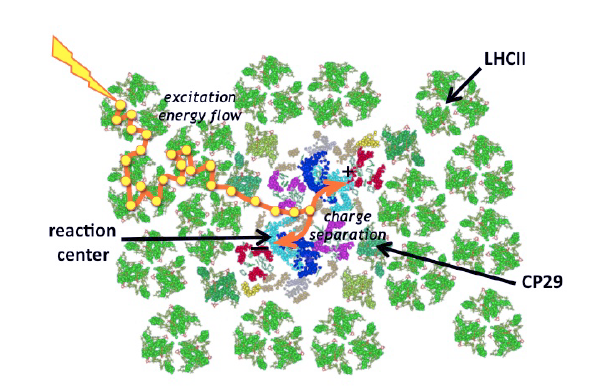 LHCII
excitation
energy flow
+
charge
separation
reaction
center
−
CP29